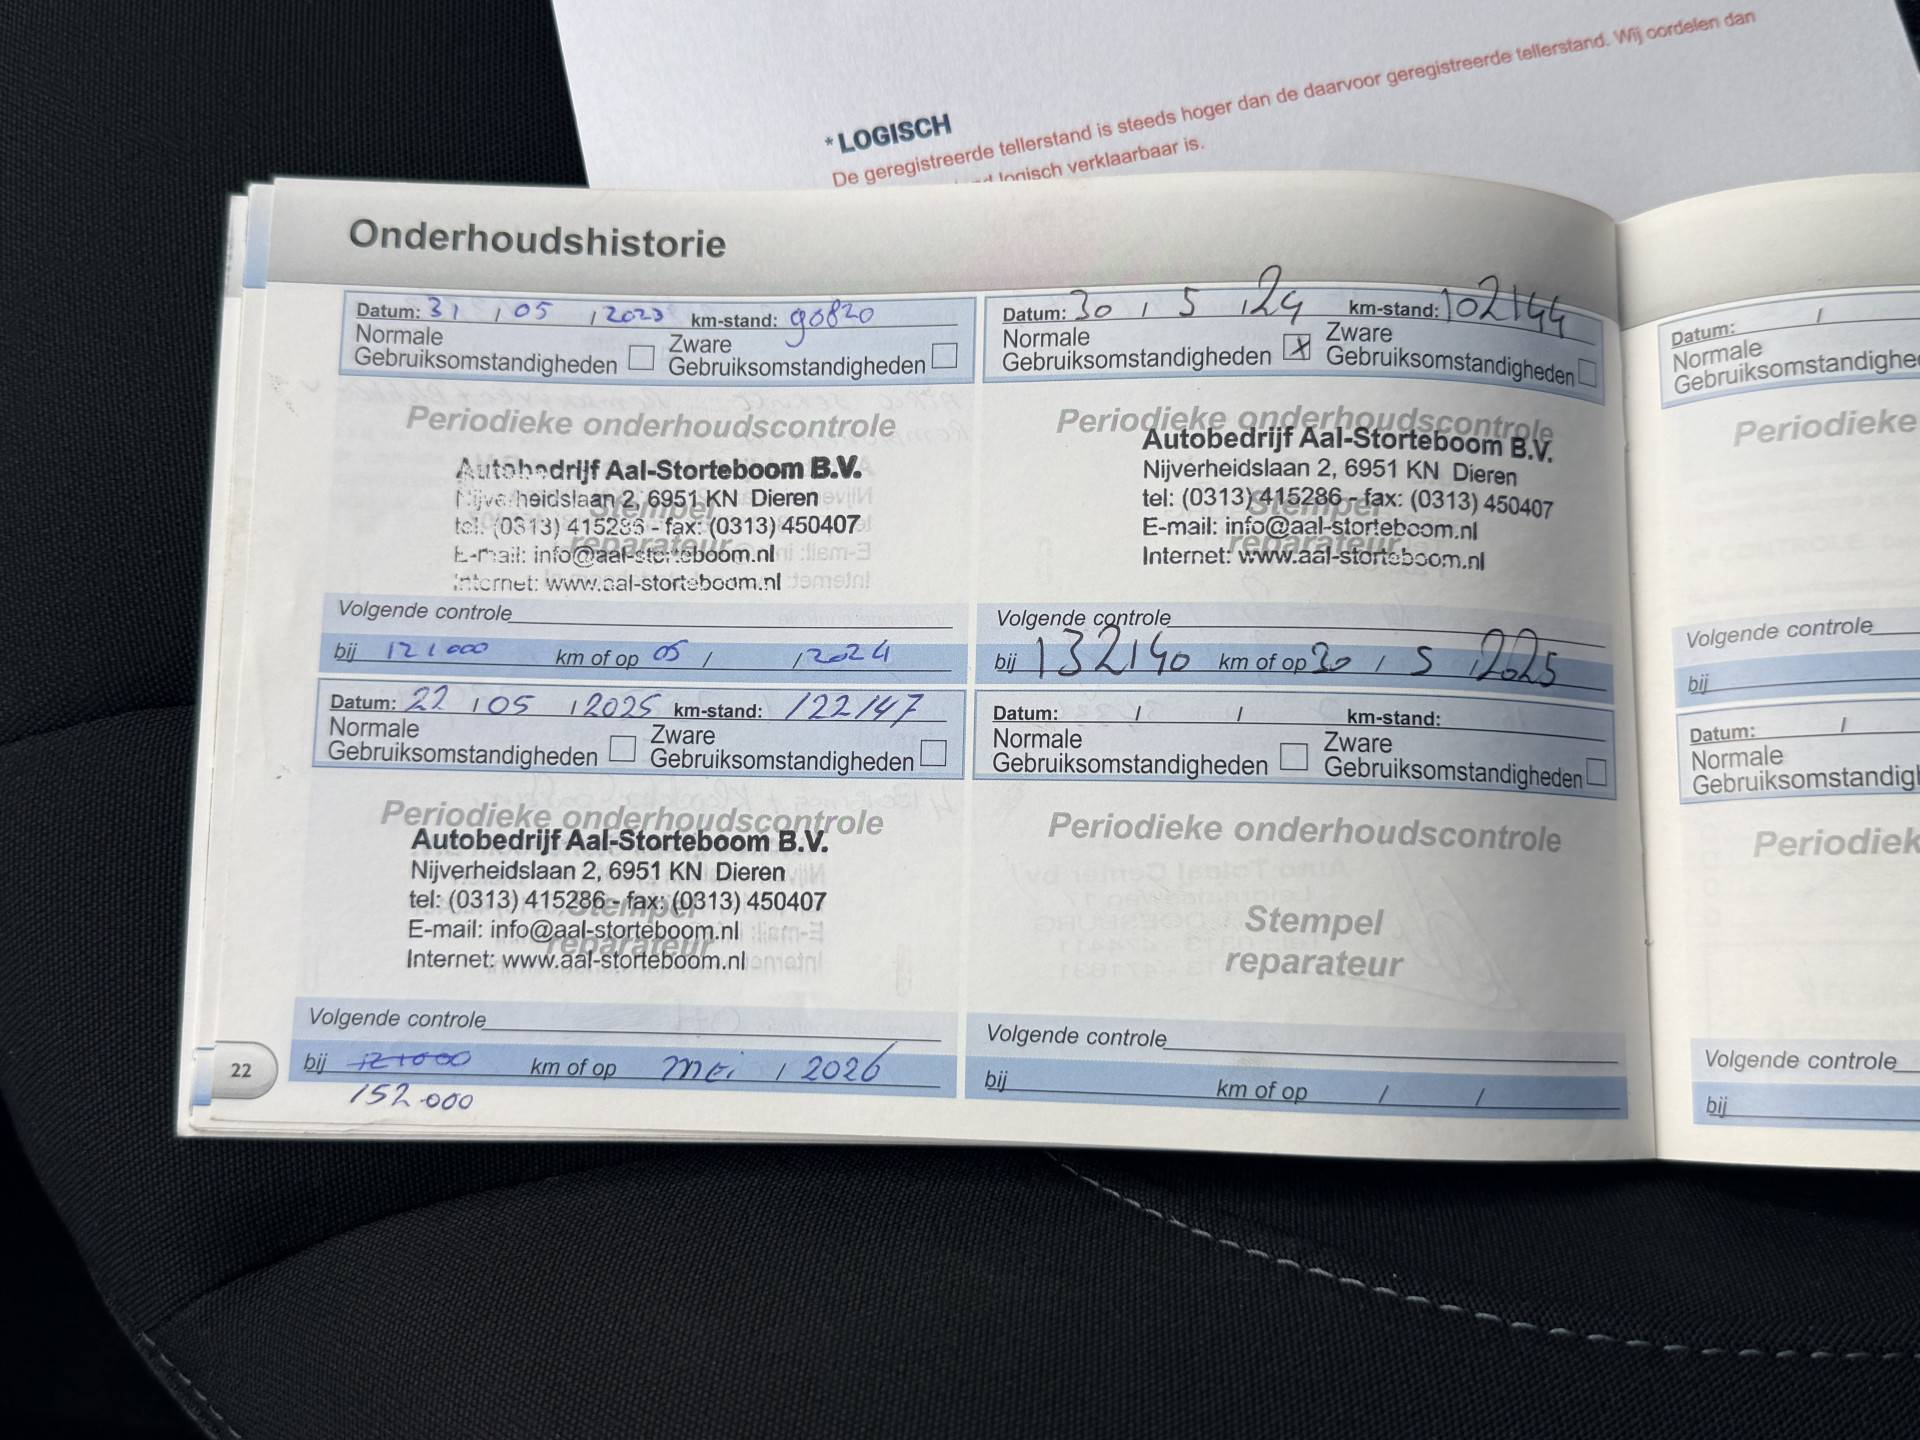 * LOGISCH
De geregistreerde tellerstand is steeds hoger dan de daarvoor geregistreerde tellerstand. Wij oordelen dan
logisch verklaarbaar is.
Onderhoudshistorie
Datum: 31 / 05 / 2023 km-stand: 90820
Normale Gebruiksomstandigheden
Zware Gebruiksomstandigheden
Periodieke onderhoudscontrole
Autobedrijf Aal-Storteboom B.V.
Nijverheidslaan 2, 6951 KN Dieren
tel: (0313) 415286 - fax: (0313) 450407
E-mail: info@aal-storteboom.nl
Internet: www.aal-storteboom.nl
Stempel
reparateur
Volgende controle
bij 121000 km of op 05 / / 2024
Datum: 30 / 5 / 24 km-stand: 102144
Normale Gebruiksomstandigheden x
Zware Gebruiksomstandigheden
Periodieke onderhoudscontrole
Autobedrijf Aal-Storteboom B.V.
Nijverheidslaan 2, 6951 KN Dieren
tel: (0313) 415286 - fax: (0313) 450407
E-mail: info@aal-storteboom.nl
Internet: www.aal-storteboom.nl
Stempel
reparateur
Volgende controle
bij 132140 km of op 30 / 5 / 2025
Datum: 22 / 05 / 2025 km-stand: 122147
Normale Gebruiksomstandigheden
Zware Gebruiksomstandigheden
Periodieke onderhoudscontrole
Autobedrijf Aal-Storteboom B.V.
Nijverheidslaan 2, 6951 KN Dieren
tel: (0313) 415286 - fax: (0313) 450407
E-mail: info@aal-storteboom.nl
Internet: www.aal-storteboom.nl
Stempel
reparateur
Volgende controle
bij 121000 km of op mei / 2026
152.000
22
Datum: / / km-stand:
Normale Gebruiksomstandigheden
Zware Gebruiksomstandigheden
Periodieke onderhoudscontrole
Stempel
reparateur
Volgende controle
bij km of op / /
Datum: /
Normale
Periodieke
Volgende controle
bij
Datum: /
Normale
Volgende controle
bij